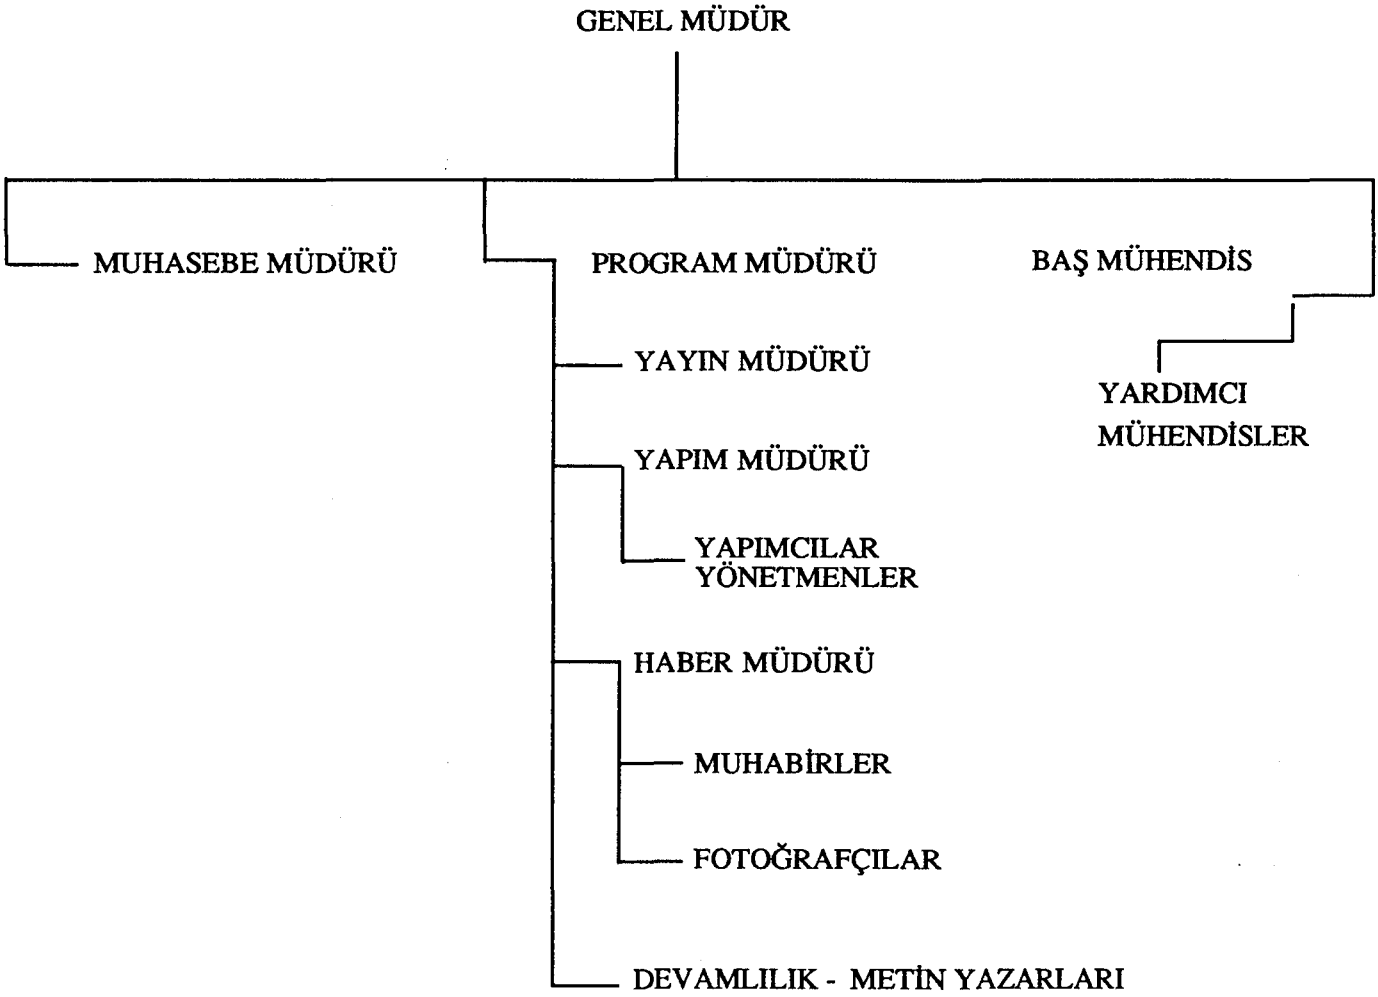 GENEL MÜDÜR
MUHASEBE MÜDÜRÜ
PROGRAM MÜDÜRÜ
BAŞ MÜHENDİS
YAYIN MÜDÜRÜ
YARDIMCI
MÜHENDİSLER
YAPIM MÜDÜRÜ
YAPIMCILAR
YÖNETMENLER
HABER MÜDÜRÜ
MUHABİRLER
FOTOĞRAFÇILAR
DEVAMLILIK - METİN YAZARLARI